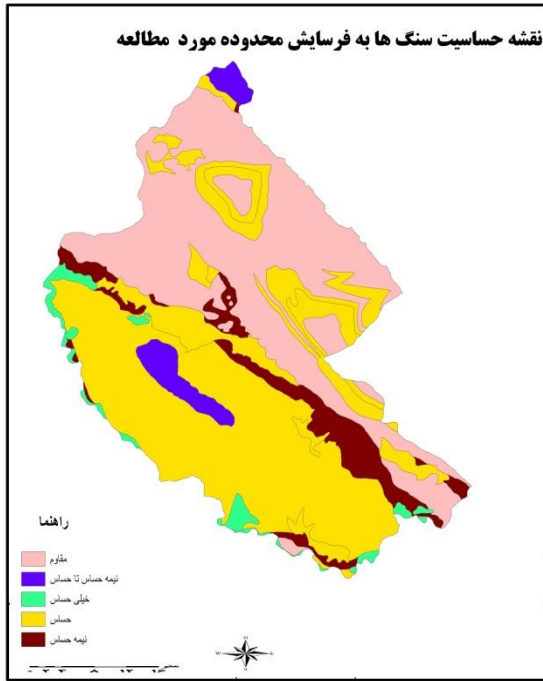 نقشه حساسیت سنگ ها به فرسایش محدوده مورد مطالعه
راهنما
مقاوم
نیمه حساس تا حساس
خیلی حساس
حساس
نیمه حساس